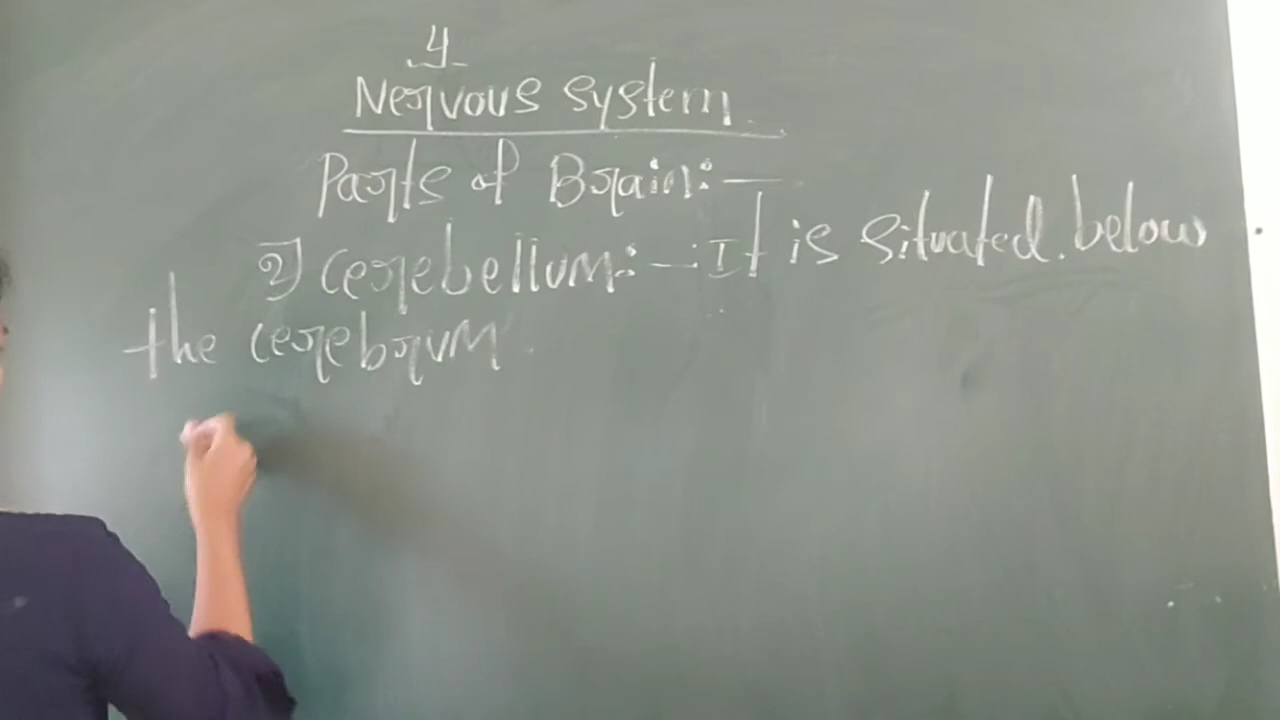 4
Nervous system
Parts of Brain:-
2) Cerebellum:- It is situated below
the cerebrum